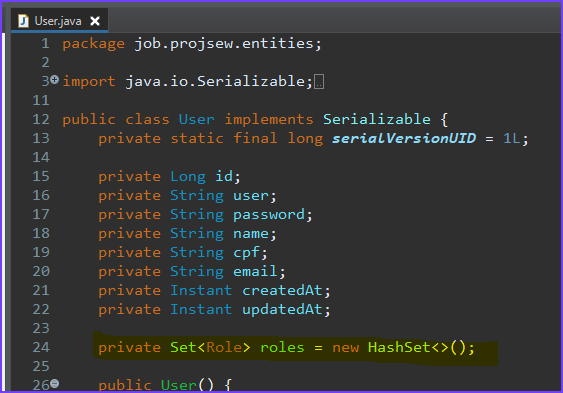 User.java
1 package job.projsew.entities;
2
3 import java.io.Serializable;
11
12 public class User implements Serializable {
13 private static final long serialVersionUID = 1L;
14
15 private Long id;
16 private String user;
17 private String password;
18 private String name;
19 private String cpf;
20 private String email;
21 private Instant createdAt;
22 private Instant updatedAt;
23
24 private Set<Role> roles = new HashSet<>();
25
26 public User() {